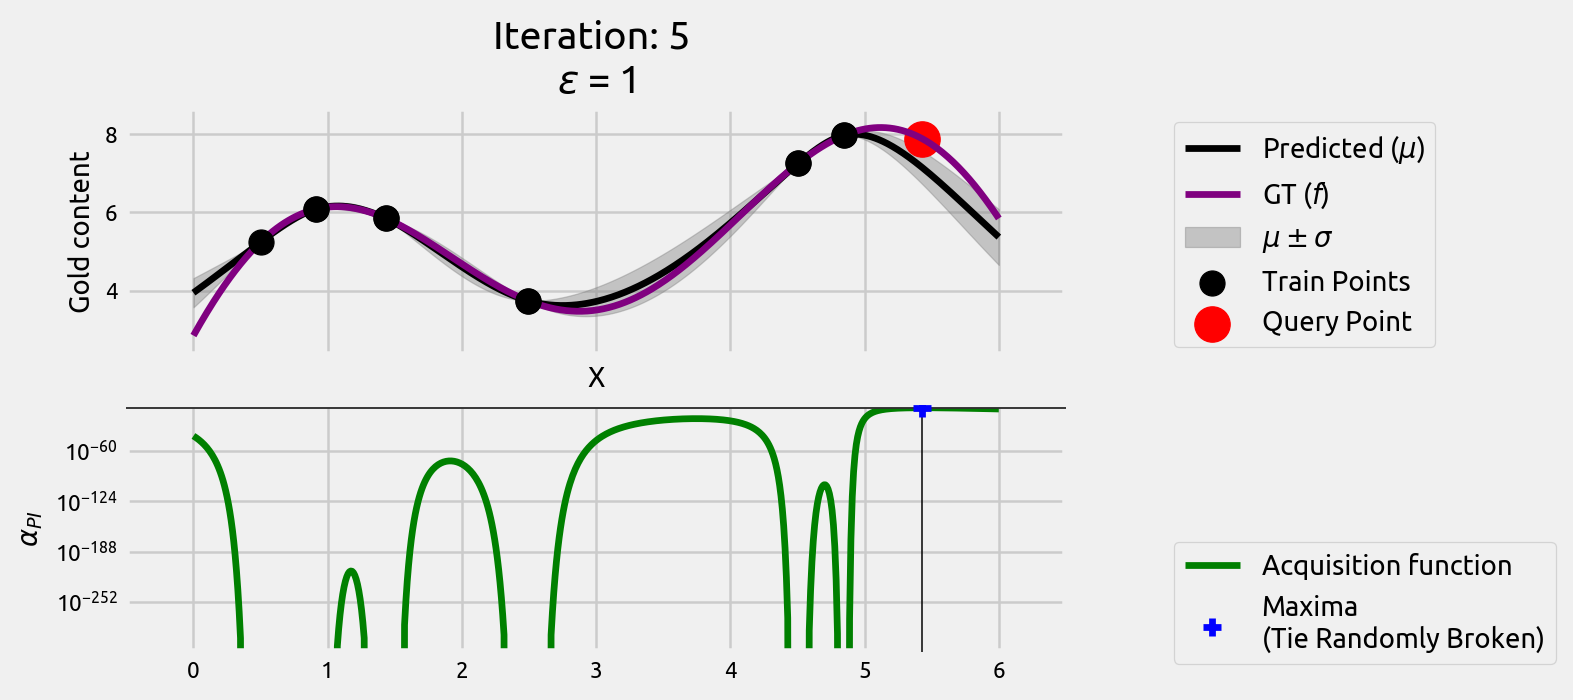 Iteration: 5
ε = 1
Gold content
8
6
4
X
Predicted (μ)
GT (f)
μ ± σ
Train Points
Query Point
α_PI
10⁻⁶⁰
10⁻¹²⁴
10⁻¹⁸⁸
10⁻²⁵²
0 1 2 3 4 5 6
Acquisition function
Maxima
(Tie Randomly Broken)